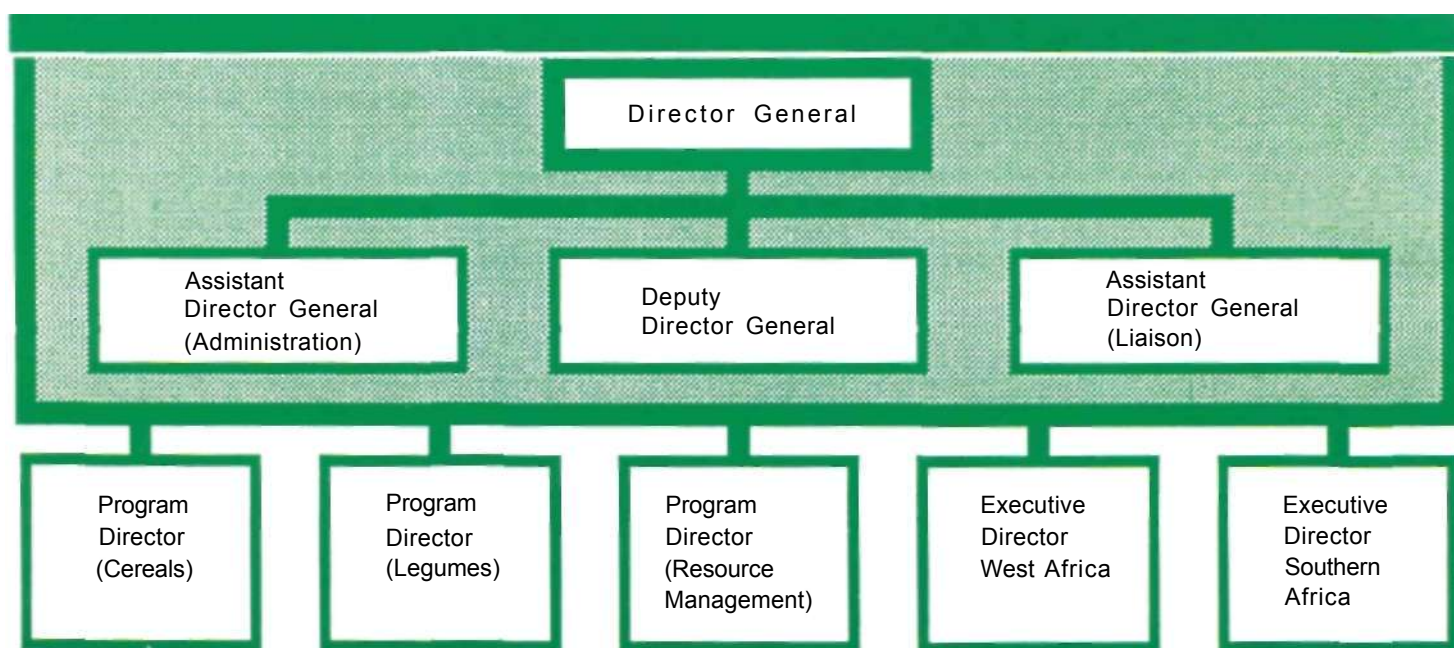 Director General
Assistant
Director General
(Administration)
Deputy
Director General
Assistant
Director General
(Liaison)
Program
Director
(Cereals)
Program
Director
(Legumes)
Program
Director
(Resource
Management)
Executive
Director
West Africa
Executive
Director
Southern
Africa